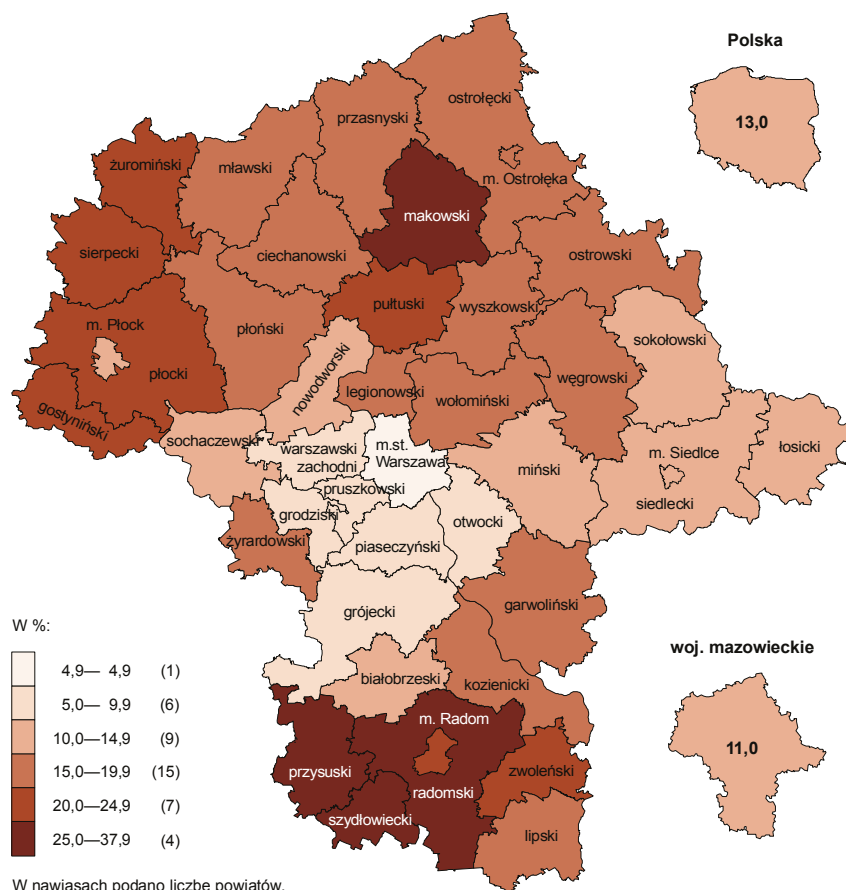 Polska
13,0
ostrołęcki
przasnyski
żuromiński
mławski
m. Ostrołęka
makowski
sierpecki
ciechanowski
ostrowski
pułtuski
wyszkowski
m. Płock
płoński
sokołowski
płocki
nowodworski
legionowski
wołomiński
węgrowski
gostyniński
sochaczewski
warszawski
zachodni
m.st.
Warszawa
miński
m. Siedlce
łosicki
siedlecki
pruszkowski
grodziski
otwocki
żyrardowski
piaseczyński
garwoliński
grójecki
W %:
woj. mazowieckie
11,0
4,9— 4,9 (1)
5,0— 9,9 (6)
10,0—14,9 (9)
15,0—19,9 (15)
20,0—24,9 (7)
25,0—37,9 (4)
białobrzeski
kozienicki
m. Radom
przysuski
zwoleński
radomski
szydłowiecki
lipski
W nawiasach podano liczbę powiatów.